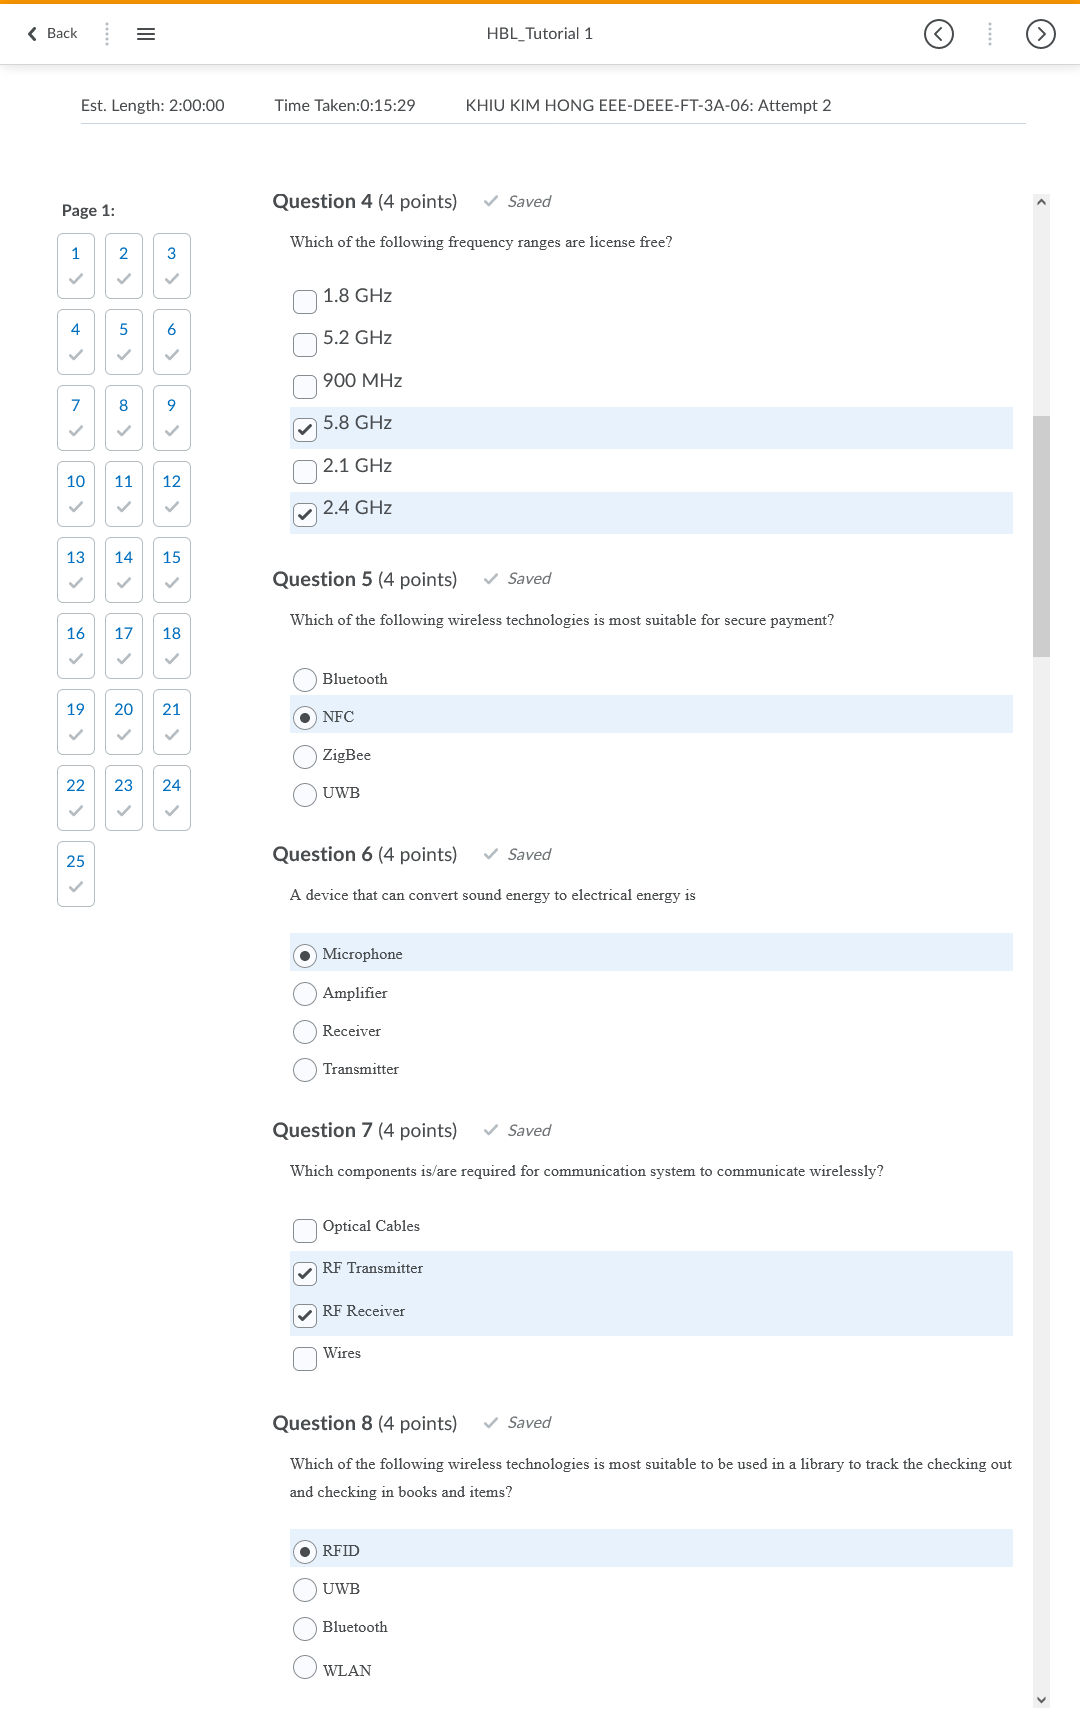 Back
HBL_Tutorial 1
Est. Length: 2:00:00 Time Taken:0:15:29 KHIU KIM HONG EEE-DEEE-FT-3A-06: Attempt 2
Page 1:
1 2 3
4 5 6
7 8 9
10 11 12
13 14 15
16 17 18
19 20 21
22 23 24
25
Question 4 (4 points) Saved
Which of the following frequency ranges are license free?
1.8 GHz
5.2 GHz
900 MHz
5.8 GHz
2.1 GHz
2.4 GHz
Question 5 (4 points) Saved
Which of the following wireless technologies is most suitable for secure payment?
Bluetooth
NFC
ZigBee
UWB
Question 6 (4 points) Saved
A device that can convert sound energy to electrical energy is
Microphone
Amplifier
Receiver
Transmitter
Question 7 (4 points) Saved
Which components is/are required for communication system to communicate wirelessly?
Optical Cables
RF Transmitter
RF Receiver
Wires
Question 8 (4 points) Saved
Which of the following wireless technologies is most suitable to be used in a library to track the checking out
and checking in books and items?
RFID
UWB
Bluetooth
WLAN